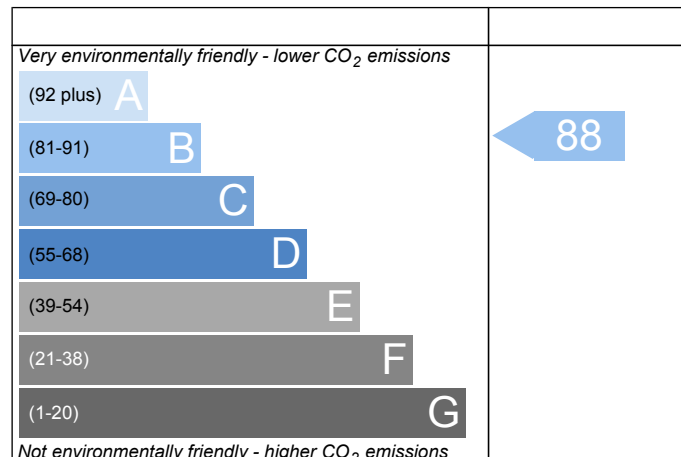 Very environmentally friendly - lower CO₂ emissions
(92 plus) A
(81-91) B
88
(69-80) C
(55-68) D
(39-54) E
(21-38) F
(1-20) G
Not environmentally friendly - higher CO₂ emissions